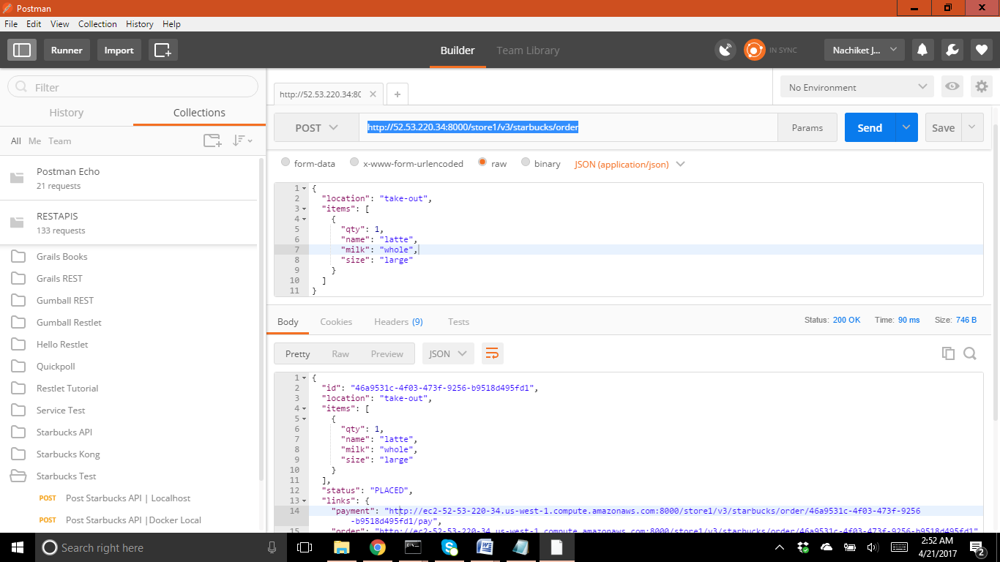 Postman
File Edit View Collection History Help
Runner Import Builder Team Library IN SYNC Nachiket J...
Filter
History Collections
All Me Team
Postman Echo
21 requests
RESTAPIS
133 requests
Grails Books
Grails REST
Gumball REST
Gumball Restlet
Hello Restlet
Quickpoll
Restlet Tutorial
Service Test
Starbucks API
Starbucks Kong
Starbucks Test
POST Post Starbucks API | Localhost
POST Post Starbucks API |Docker Local
http://52.53.220.34:80 No Environment
POST http://52.53.220.34:8000/store1/v3/starbucks/order Params Send Save
form-data x-www-form-urlencoded raw binary JSON (application/json)
1 {
2 "location": "take-out",
3 "items": [
4 {
5 "qty": 1,
6 "name": "latte",
7 "milk": "whole",
8 "size": "large"
9 }
10 ]
11 }
Body Cookies Headers (9) Tests Status: 200 OK Time: 90 ms Size: 746 B
Pretty Raw Preview JSON
1 {
2 "id": "46a9531c-4f03-473f-9256-b9518d495fd1",
3 "location": "take-out",
4 "items": [
5 {
6 "qty": 1,
7 "name": "latte",
8 "milk": "whole",
9 "size": "large"
10 }
11 ],
12 "status": "PLACED",
13 "links": {
14 "payment": "http://ec2-52-53-220-34.us-west-1.compute.amazonaws.com:8000/store1/v3/starbucks/order/46a9531c-4f03-473f-9256
-b9518d495fd1/pay",
15 "order": "http://ec2-52-53-220-34.us-west-1.compute.amazonaws.com:8000/store1/v3/starbucks/order/46a9531c-4f03-473f-9256-b9518d495fd1"
Search right here
2:52 AM
4/21/2017
2